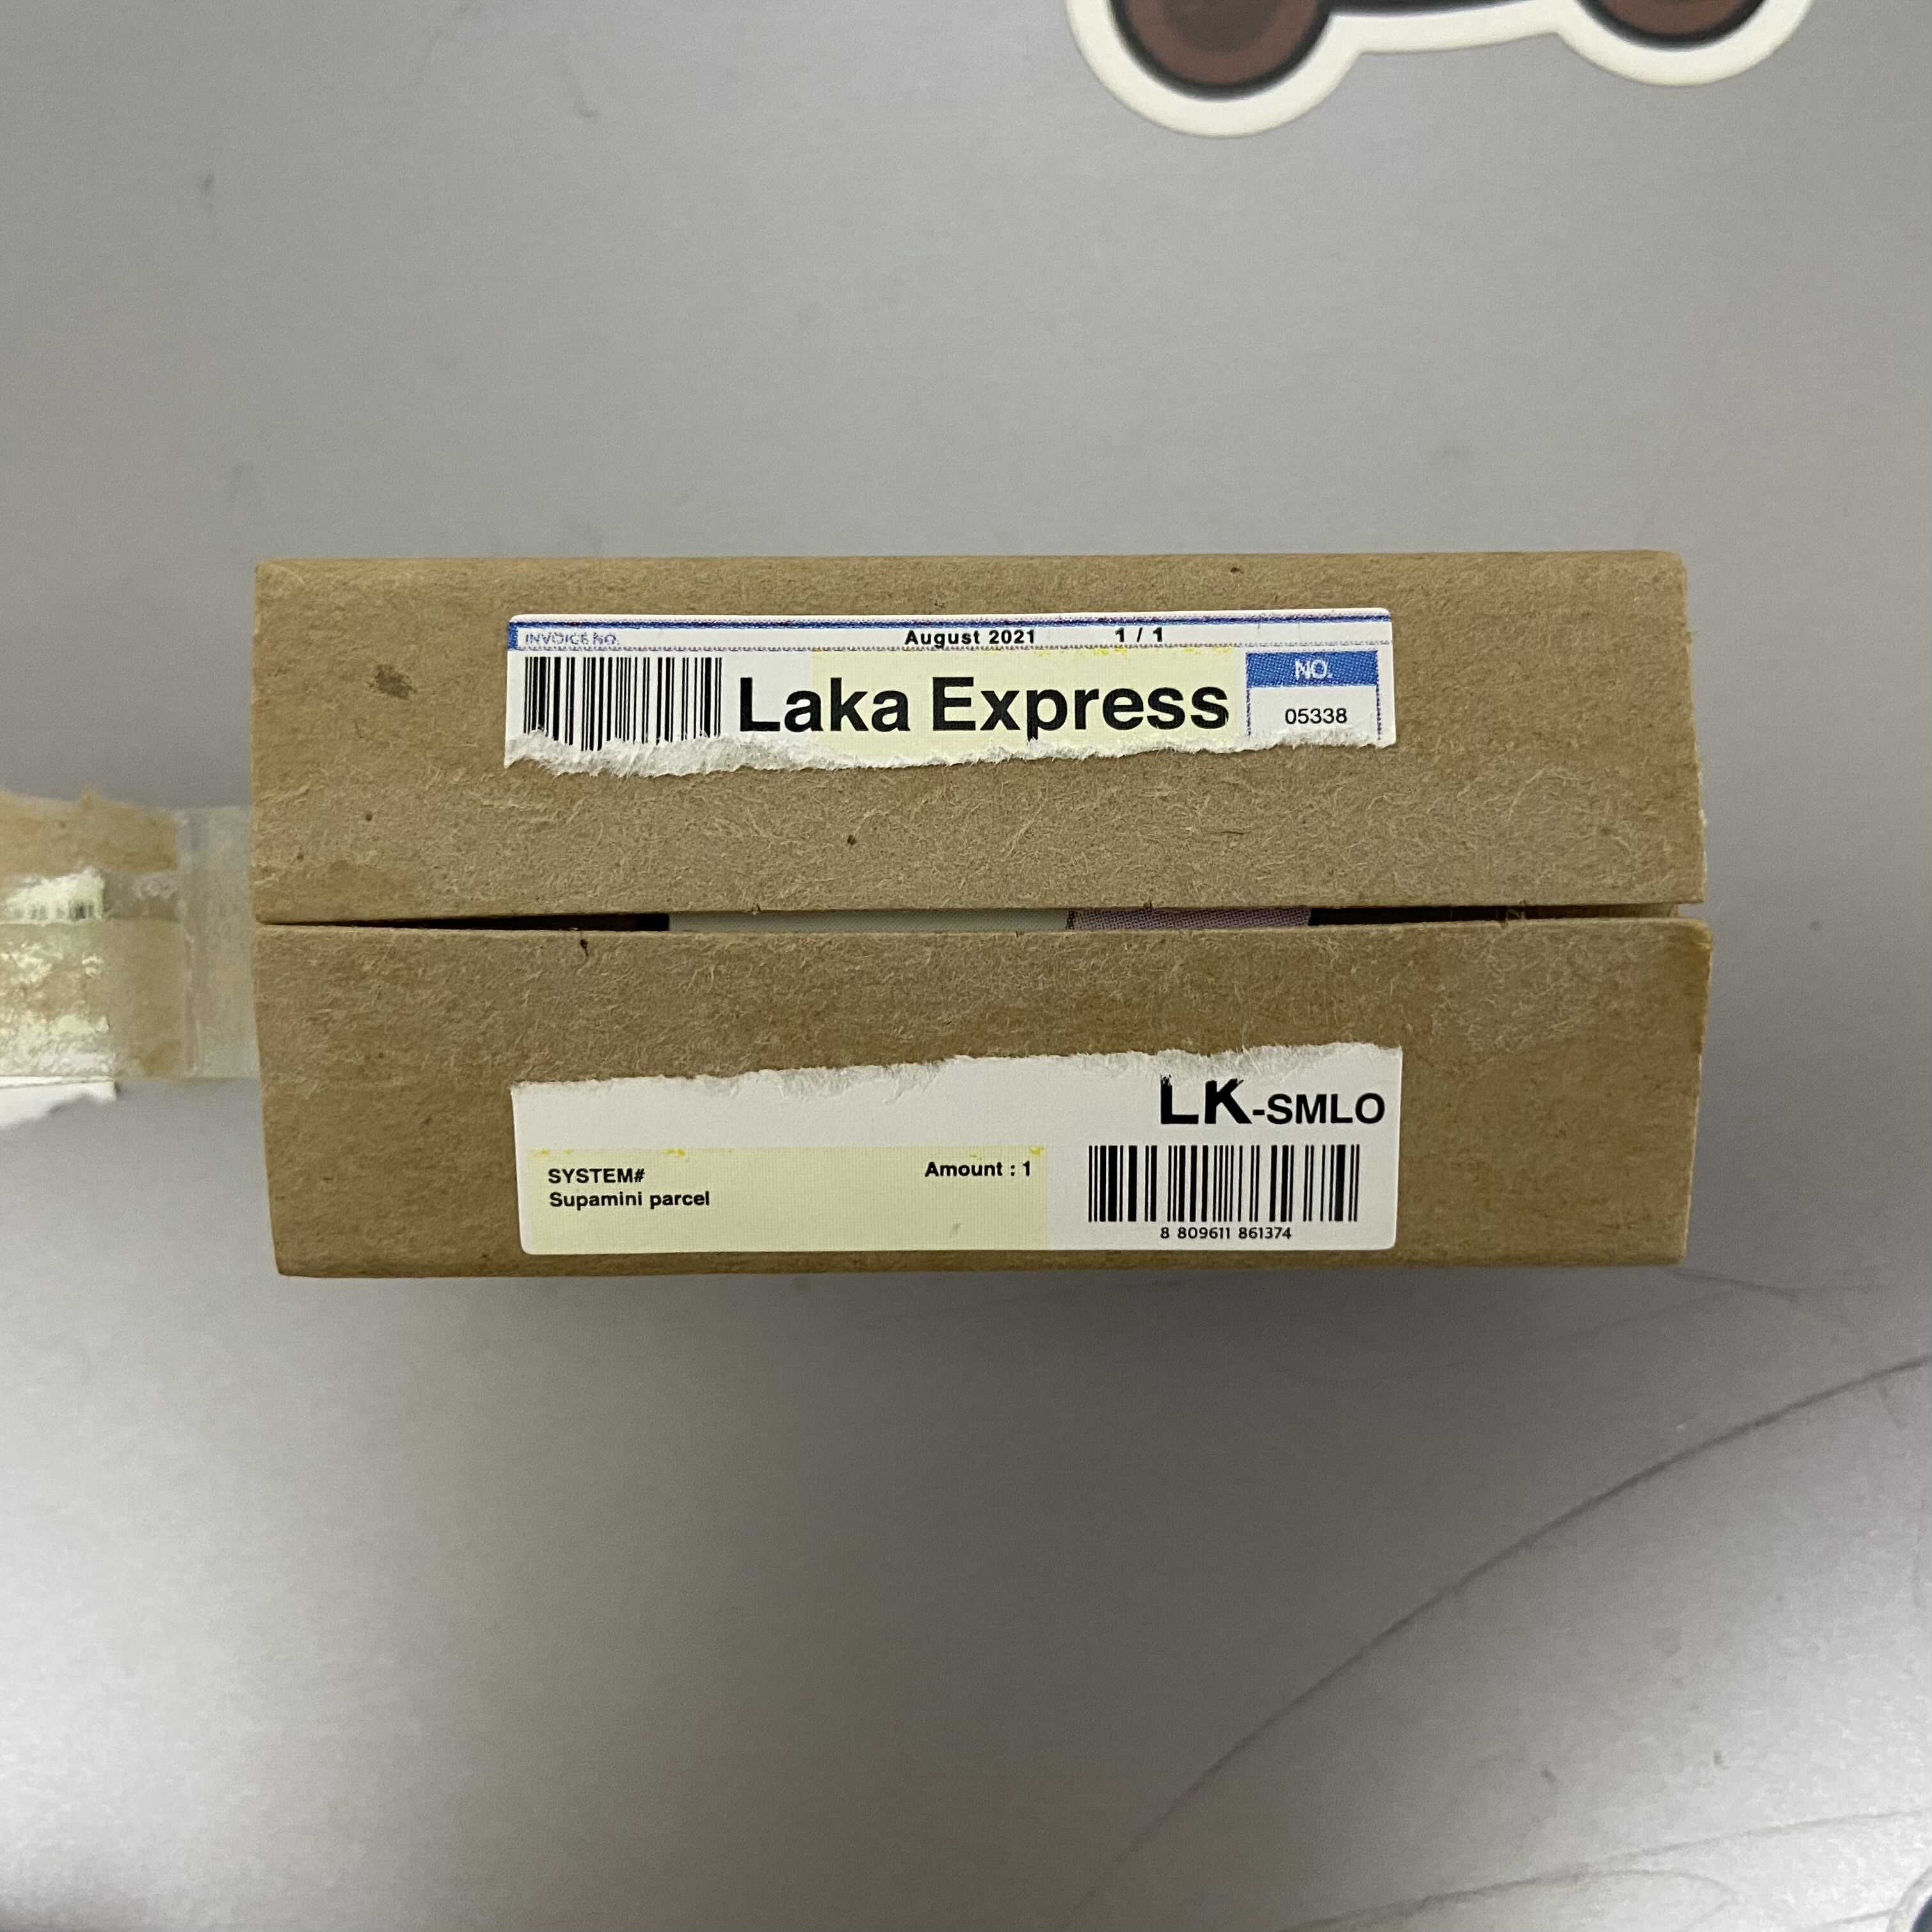 INVOICE NO. August 2021 1 / 1
Laka Express
NO.
05338
LK-SMLO
SYSTEM# Amount : 1
Supamini parcel
8 809611 861374